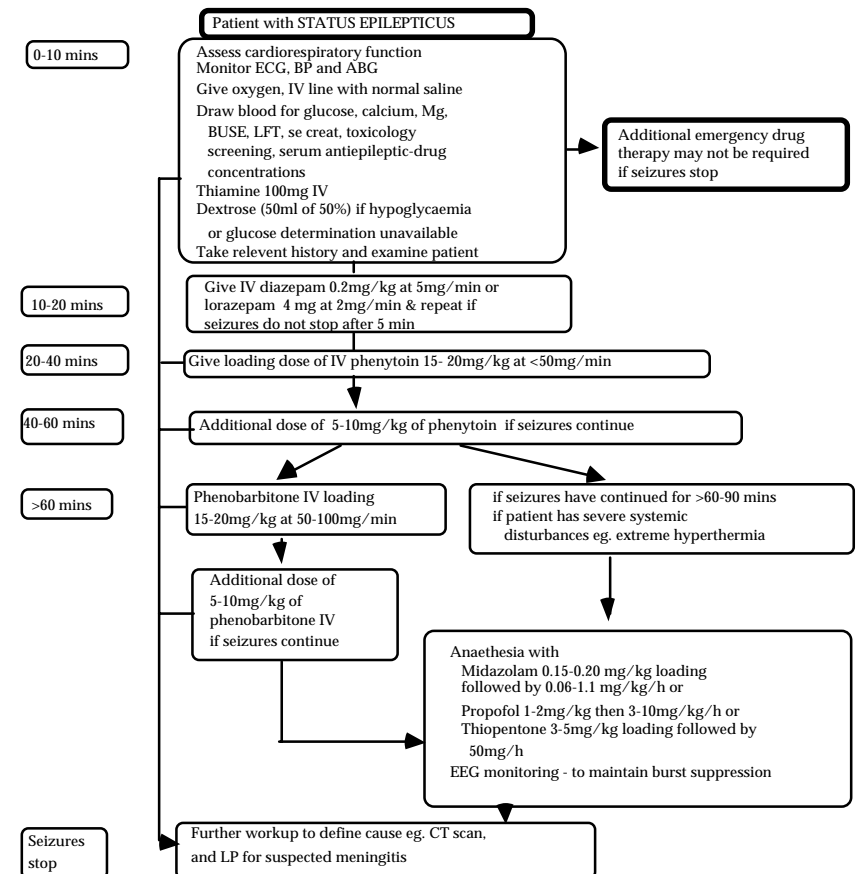 Patient with STATUS EPILEPTICUS
0-10 mins
Assess cardiorespiratory function
Monitor ECG, BP and ABG
Give oxygen, IV line with normal saline
Draw blood for glucose, calcium, Mg,
BUSE, LFT, se creat, toxicology
screening, serum antiepileptic-drug
concentrations
Thiamine 100mg IV
Dextrose (50ml of 50%) if hypoglycaemia
or glucose determination unavailable
Take relevent history and examine patient
Additional emergency drug
therapy may not be required
if seizures stop
10-20 mins
Give IV diazepam 0.2mg/kg at 5mg/min or
lorazepam 4 mg at 2mg/min & repeat if
seizures do not stop after 5 min
20-40 mins
Give loading dose of IV phenytoin 15- 20mg/kg at <50mg/min
40-60 mins
Additional dose of 5-10mg/kg of phenytoin if seizures continue
>60 mins
Phenobarbitone IV loading
15-20mg/kg at 50-100mg/min
if seizures have continued for >60-90 mins
if patient has severe systemic
disturbances eg. extreme hyperthermia
Additional dose of
5-10mg/kg of
phenobarbitone IV
if seizures continue
Anaethesia with
Midazolam 0.15-0.20 mg/kg loading
followed by 0.06-1.1 mg/kg/h or
Propofol 1-2mg/kg then 3-10mg/kg/h or
Thiopentone 3-5mg/kg loading followed by
50mg/h
EEG monitoring - to maintain burst suppression
Seizures
stop
Further workup to define cause eg. CT scan,
and LP for suspected meningitis